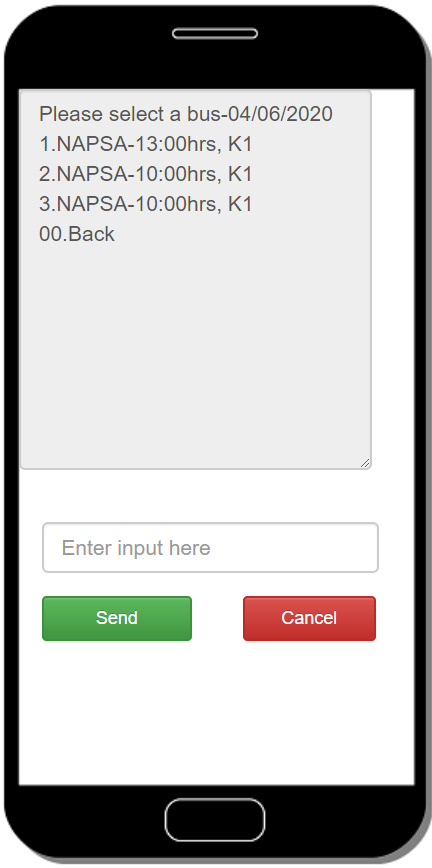 Please select a bus-04/06/2020
1.NAPSA-13:00hrs, K1
2.NAPSA-10:00hrs, K1
3.NAPSA-10:00hrs, K1
00.Back
Enter input here
Send
Cancel